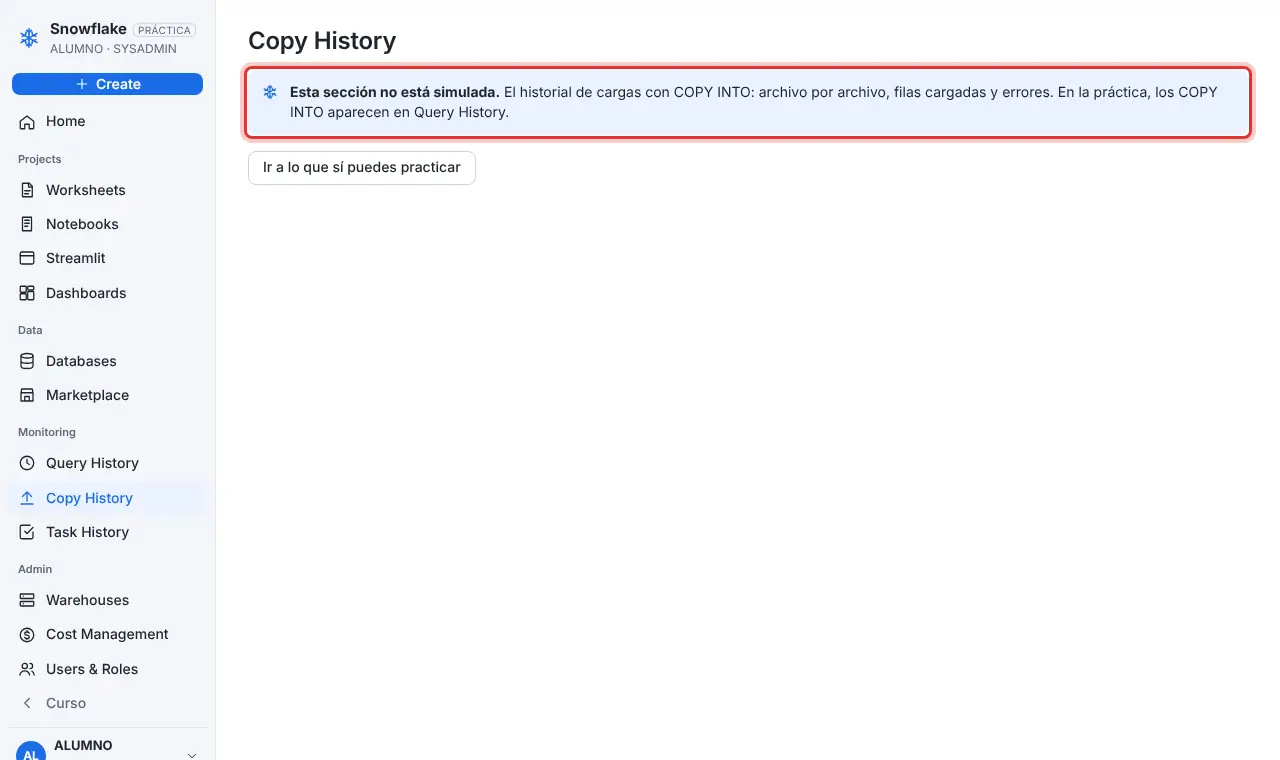 Snowflake PRÁCTICA
ALUMNO · SYSADMIN
+ Create
Home
Projects
Worksheets
Notebooks
Streamlit
Dashboards
Data
Databases
Marketplace
Monitoring
Query History
Copy History
Task History
Admin
Warehouses
Cost Management
Users & Roles
Curso
AL ALUMNO
Copy History
Esta sección no está simulada. El historial de cargas con COPY INTO: archivo por archivo, filas cargadas y errores. En la práctica, los COPY
INTO aparecen en Query History.
Ir a lo que sí puedes practicar